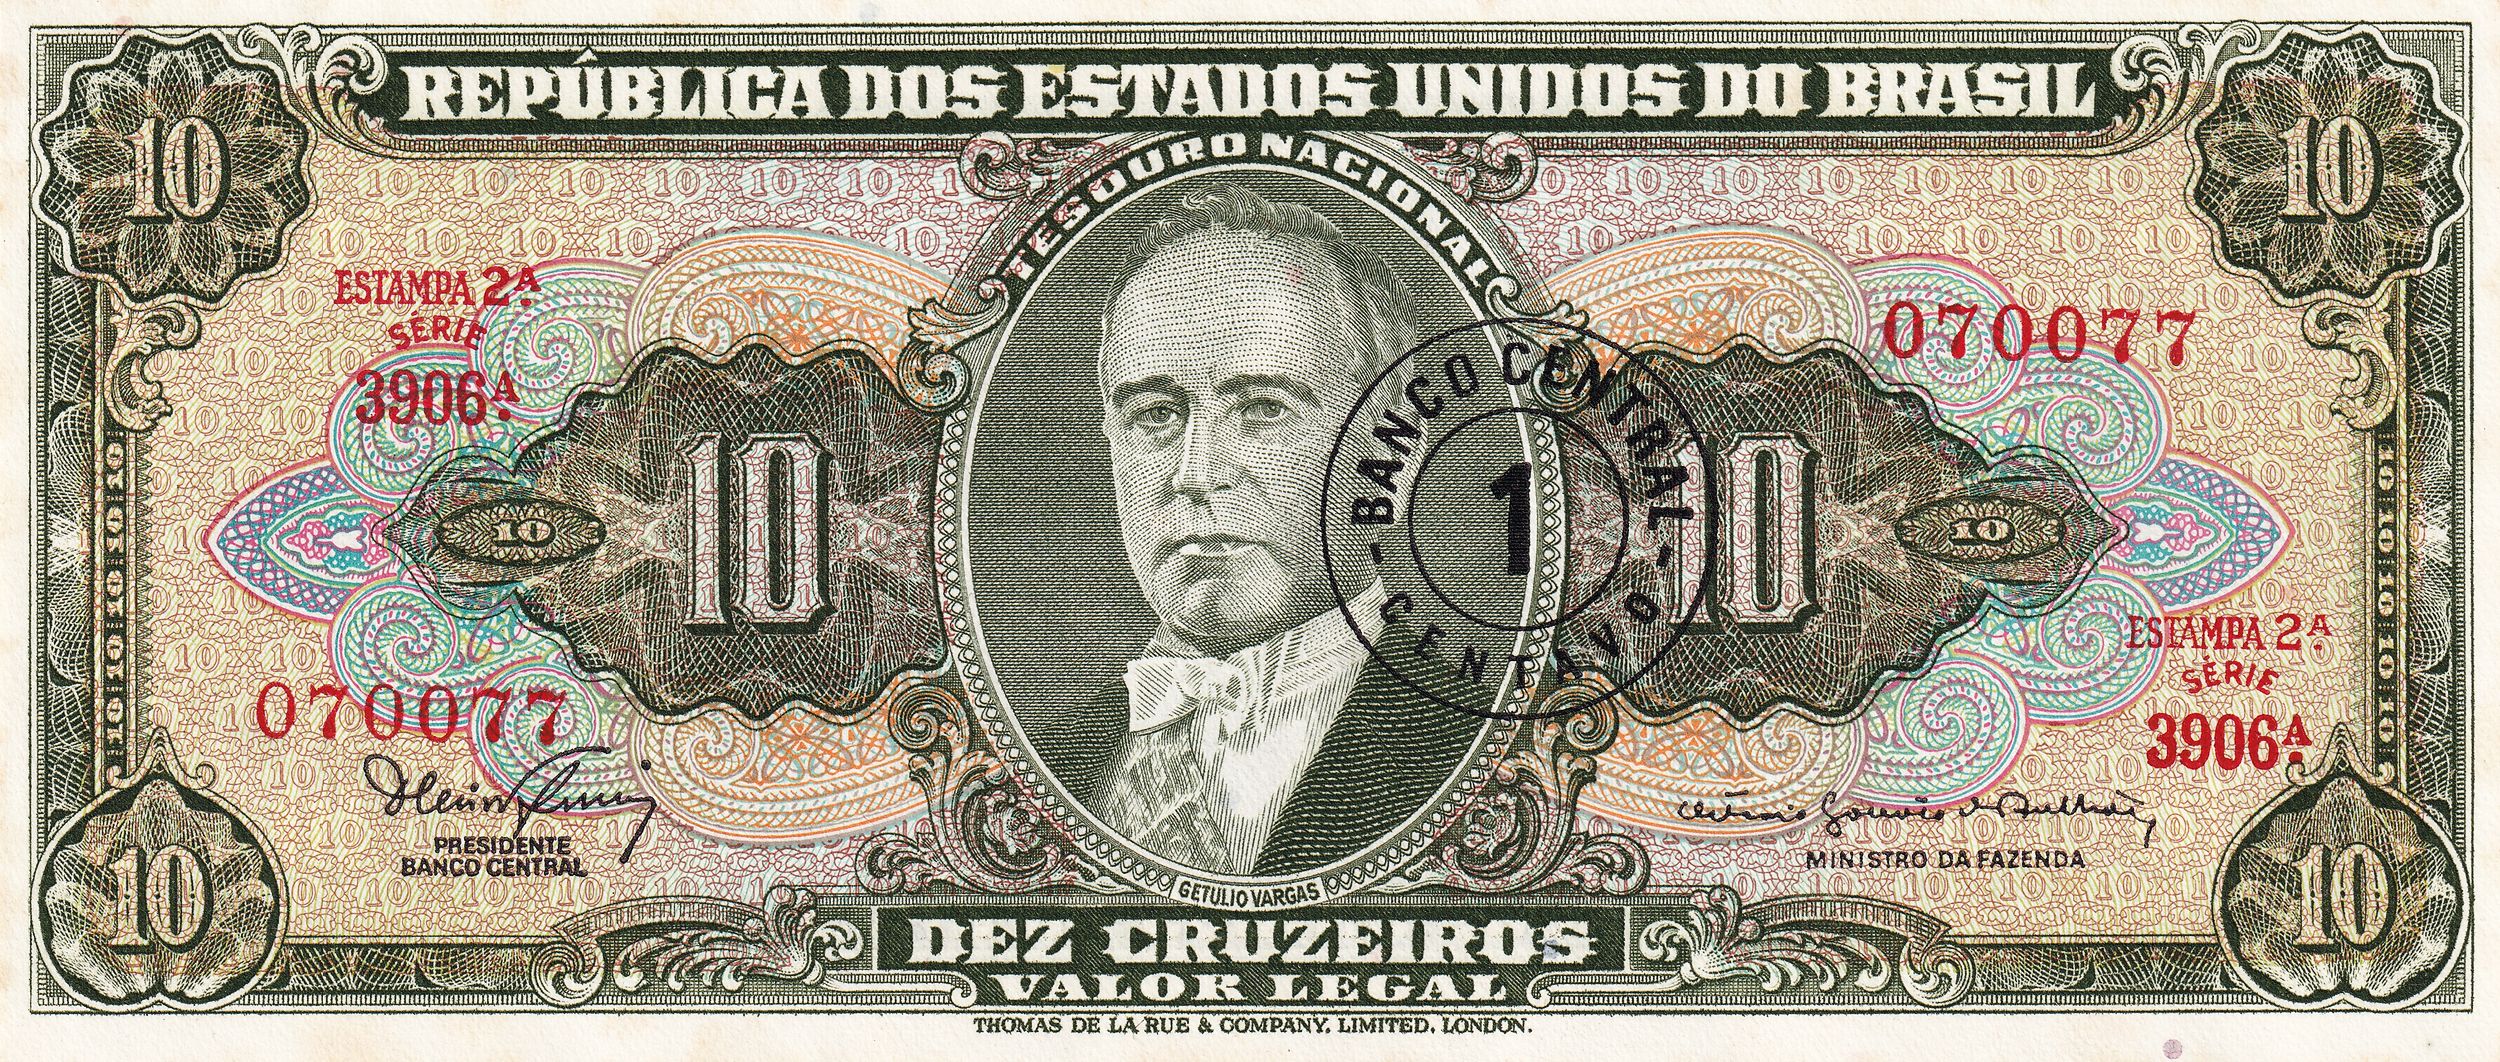 REPÚBLICA DOS ESTADOS UNIDOS DO BRASIL
10
10
TESOURO NACIONAL
ESTAMPA 2ª.
SÉRIE
3906ª.
070077
10
10
BANCO CENTRAL
1
CENTAVO
10
10
070077
PRESIDENTE
BANCO CENTRAL
ESTAMPA 2ª.
SÉRIE
3906ª.
MINISTRO DA FAZENDA
10
10
GETULIO VARGAS
DEZ CRUZEIROS
VALOR LEGAL
THOMAS DE LA RUE & COMPANY, LIMITED, LONDON.